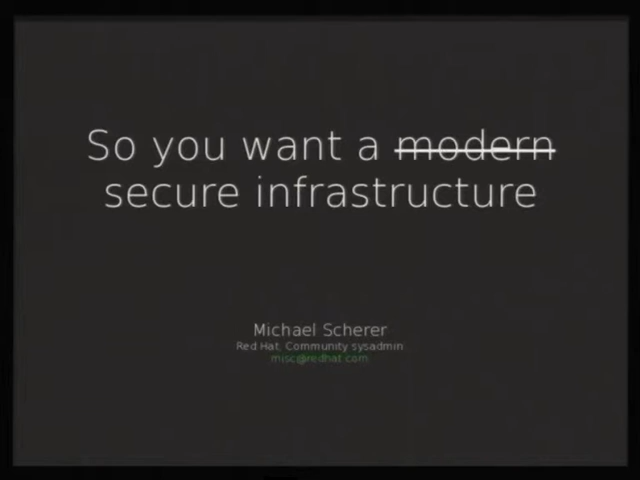 So you want a modern
secure infrastructure
Michael Scherer
Red Hat, Community sysadmin
misc@redhat.com